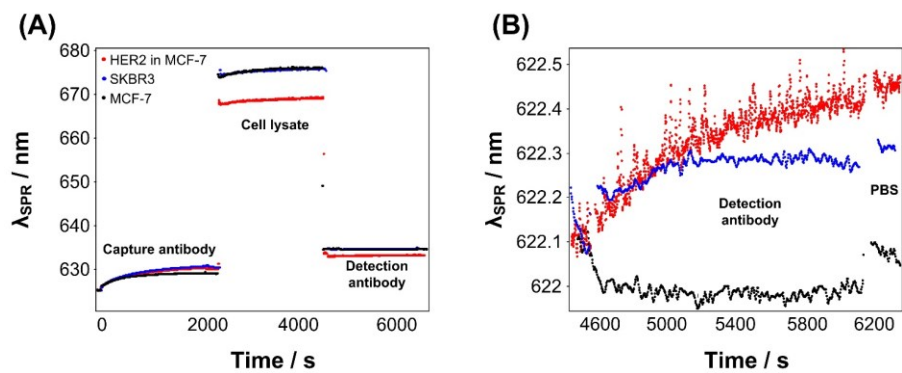 (A)
680
670
660
650
640
630
λSPR / nm
HER2 in MCF-7
SKBR3
MCF-7
Cell lysate
Capture antibody
Detection
antibody
0 2000 4000 6000
Time / s
(B)
622.5
622.4
622.3
622.2
622.1
622
λSPR / nm
Detection
antibody
PBS
4600 5000 5400 5800 6200
Time / s